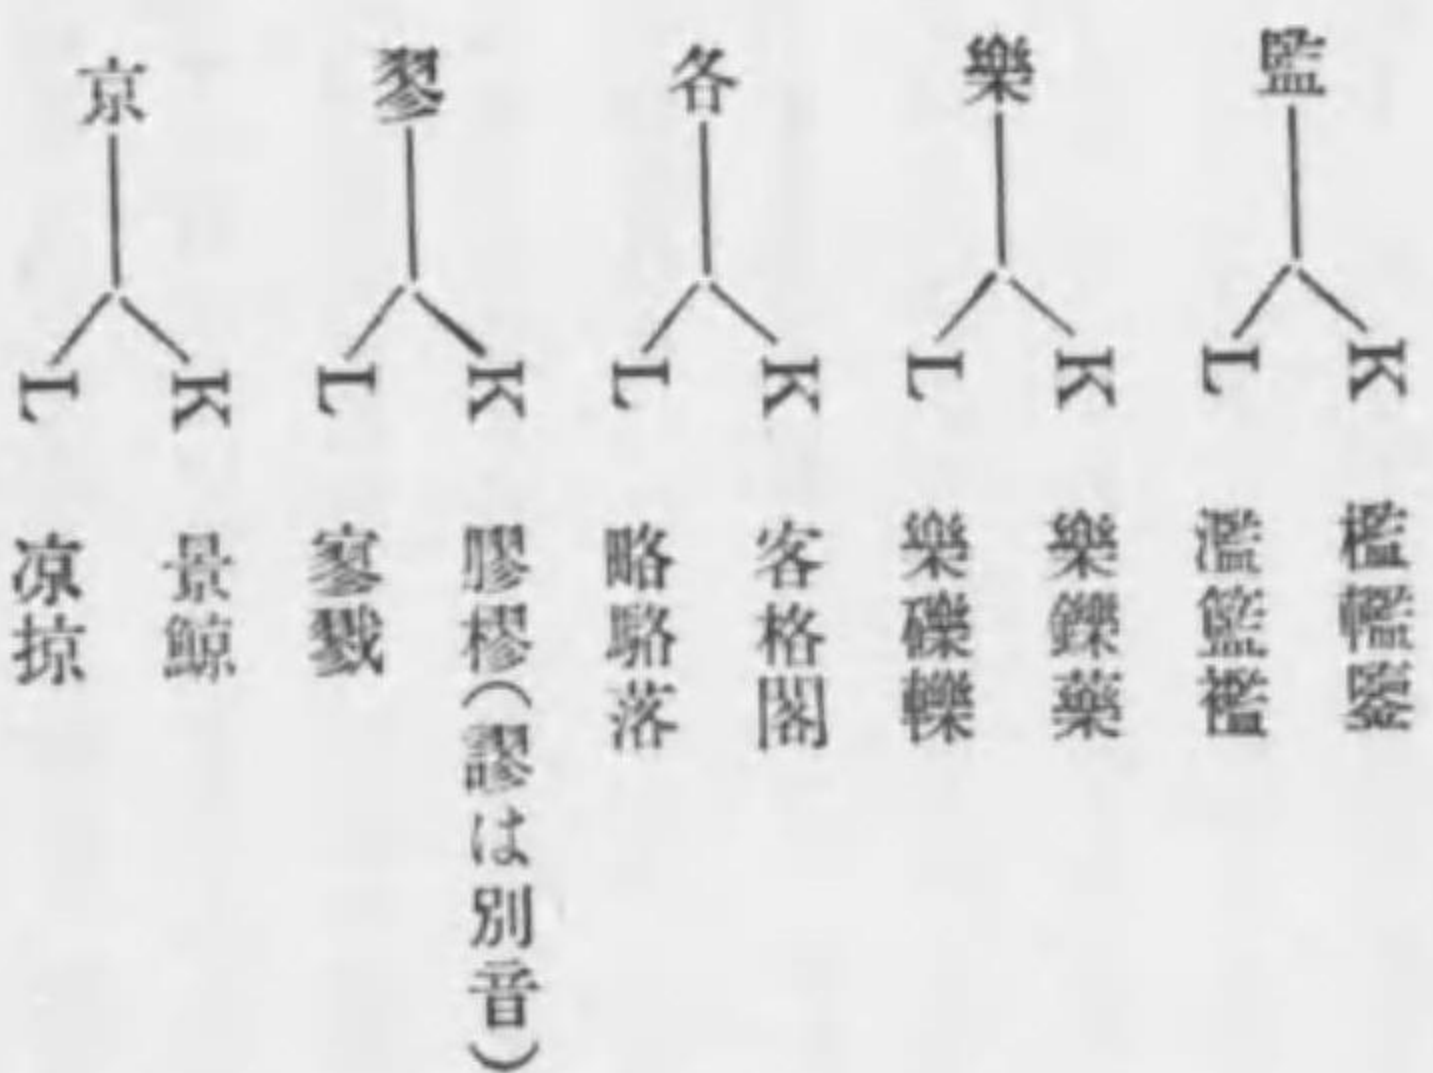 監
K 檻轞鑒
L 濫籃襤
樂
K 樂鑠藥
L 樂礫轢
各
K 客格閣
L 略駱落
翏
K 膠樛(謬は別音)
L 寥戮
京
K 景鯨
L 凉掠